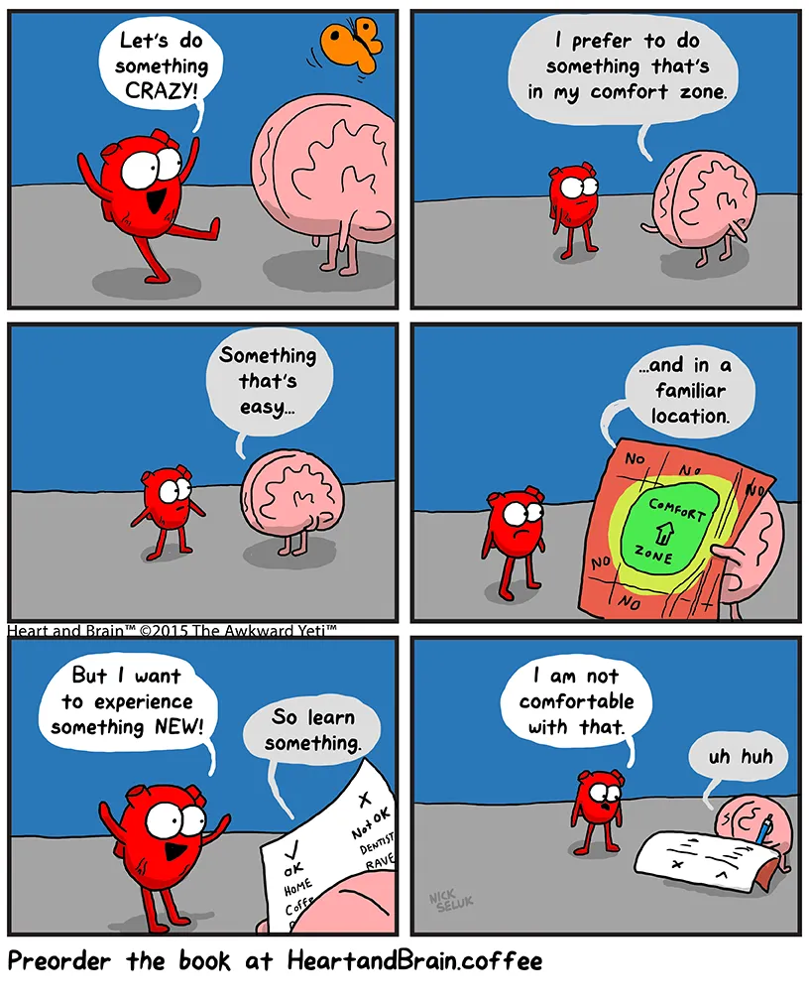 Let's do
something
CRAZY!
I prefer to do
something that's
in my comfort zone.
Something
that's
easy...
...and in a
familiar
location.
NO
NO
NO
COMFORT
ZONE
NO
NO
Heart and Brain™ ©2015 The Awkward Yeti™
But I want
to experience
something NEW!
So learn
something.
X
Not OK
DENTIST
RAVE
✓
OK
HOME
Coff
I am not
comfortable
with that.
uh huh
X
NICK
SELUK
Preorder the book at HeartandBrain.coffee